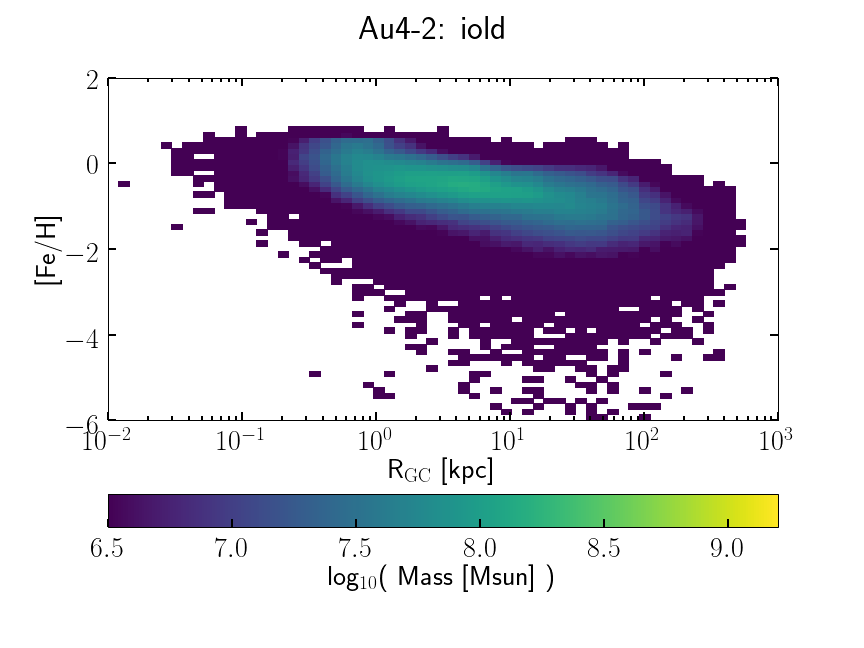 Au4-2: iold
2
0
−2
−4
−6
[Fe/H]
10⁻² 10⁻¹ 10⁰ 10¹ 10² 10³
R_GC [kpc]
6.5 7.0 7.5 8.0 8.5 9.0
log₁₀( Mass [Msun] )